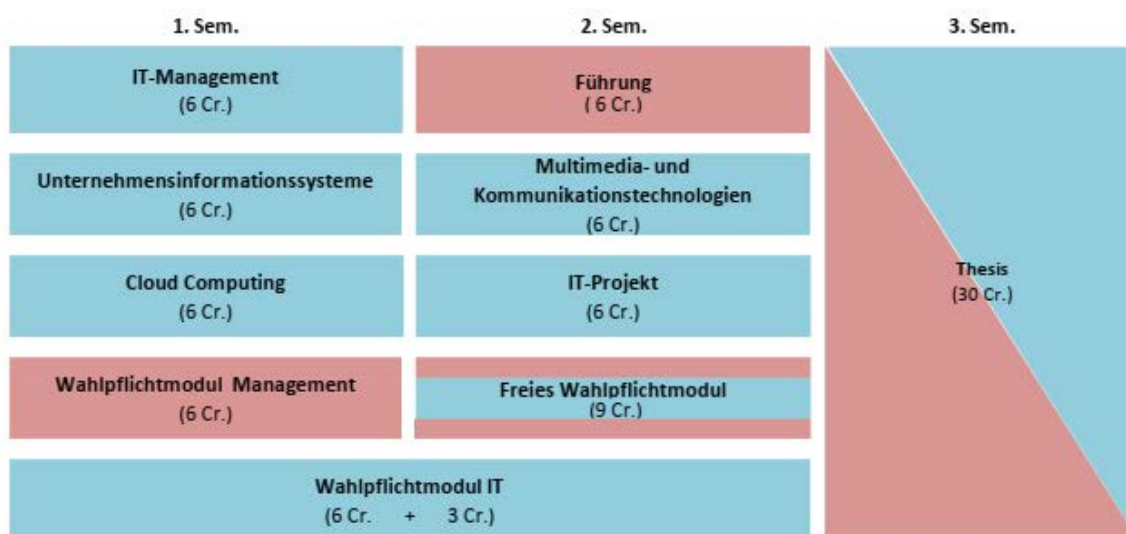 1. Sem.
2. Sem.
3. Sem.
IT-Management
(6 Cr.)
Führung
( 6 Cr.)
Unternehmensinformationssysteme
(6 Cr.)
Multimedia- und
Kommunikationstechnologien
(6 Cr.)
Cloud Computing
(6 Cr.)
IT-Projekt
(6 Cr.)
Thesis
(30 Cr.)
Wahlpflichtmodul Management
(6 Cr.)
Freies Wahlpflichtmodul
(9 Cr.)
Wahlpflichtmodul IT
(6 Cr. + 3 Cr.)